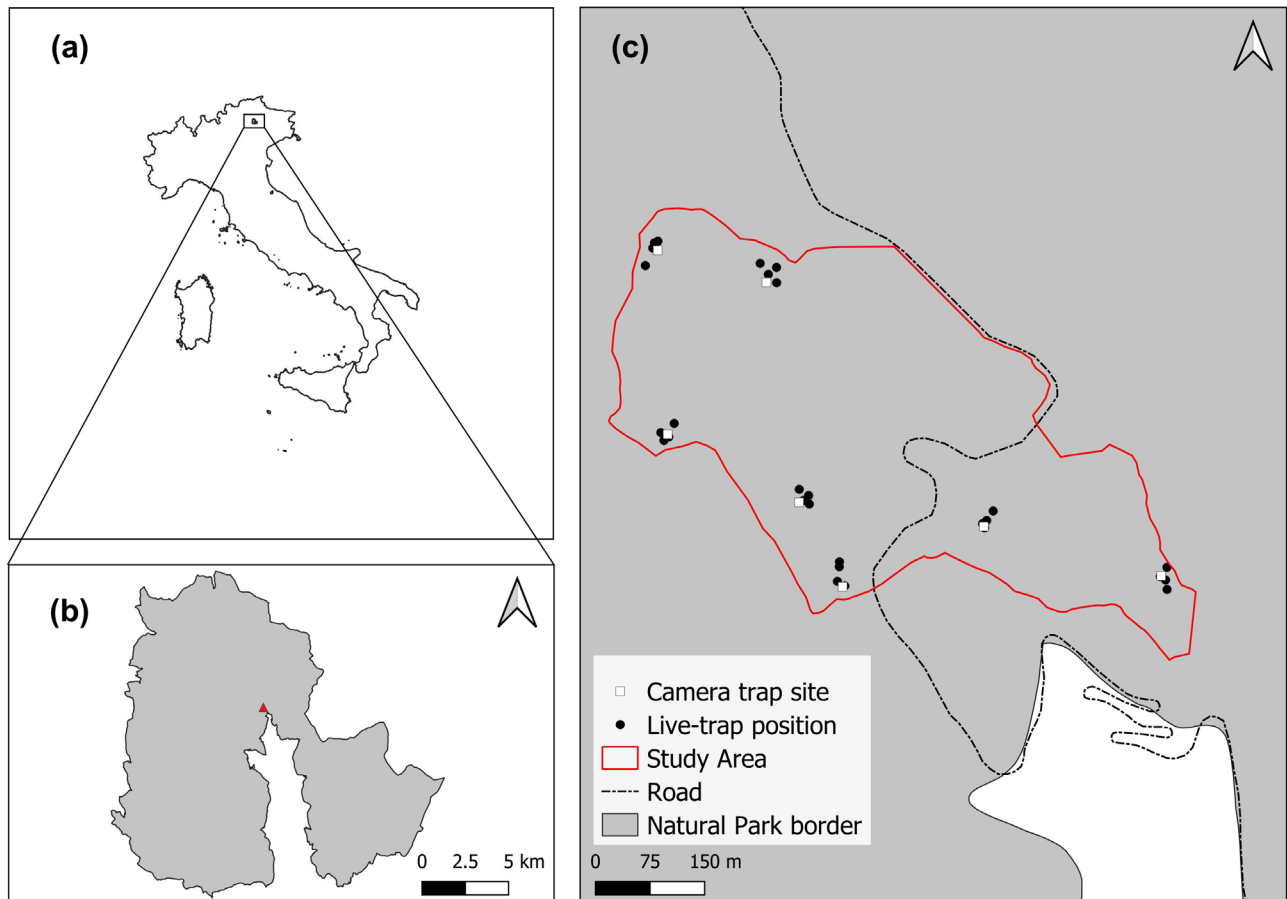 (a)
(b)
0 2.5 5 km
(c)
Camera trap site
Live-trap position
Study Area
Road
Natural Park border
0 75 150 m